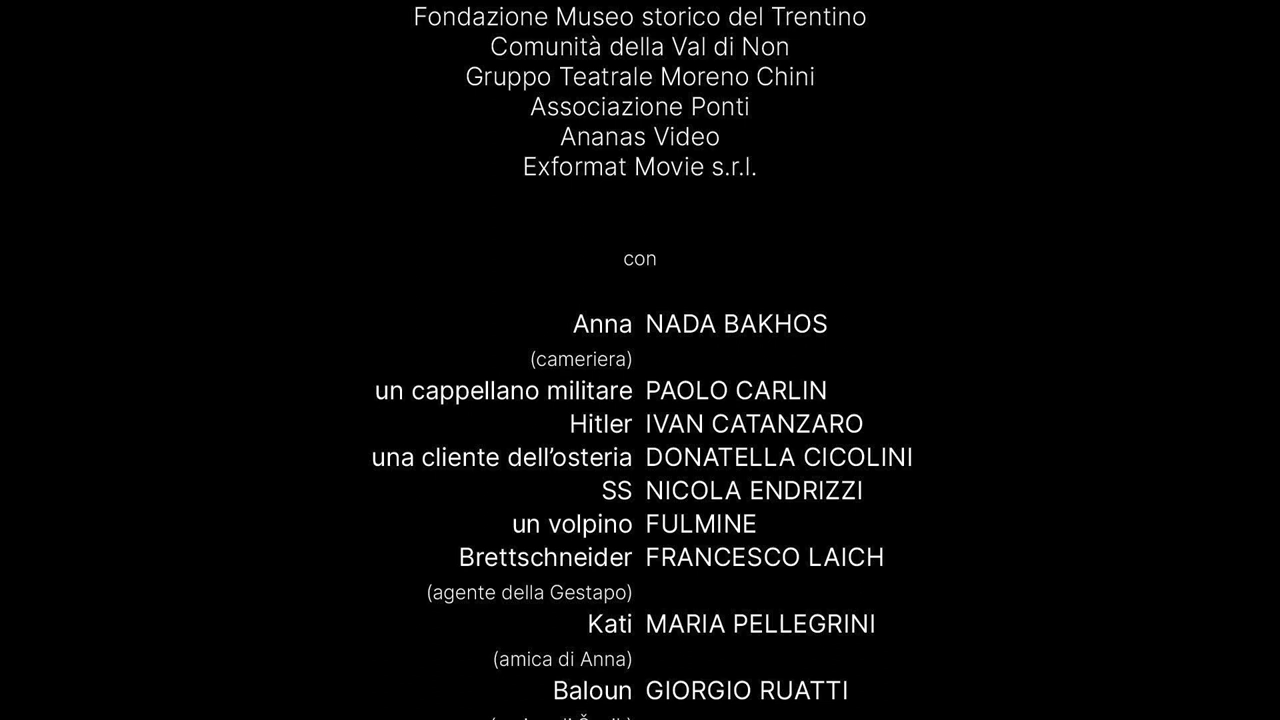 Fondazione Museo storico del Trentino
Comunità della Val di Non
Gruppo Teatrale Moreno Chini
Associazione Ponti
Ananas Video
Exformat Movie s.r.l.
con
Anna NADA BAKHOS
(cameriera)
un cappellano militare PAOLO CARLIN
Hitler IVAN CATANZARO
una cliente dell’osteria DONATELLA CICOLINI
SS NICOLA ENDRIZZI
un volpino FULMINE
Brettschneider FRANCESCO LAICH
(agente della Gestapo)
Kati MARIA PELLEGRINI
(amica di Anna)
Baloun GIORGIO RUATTI